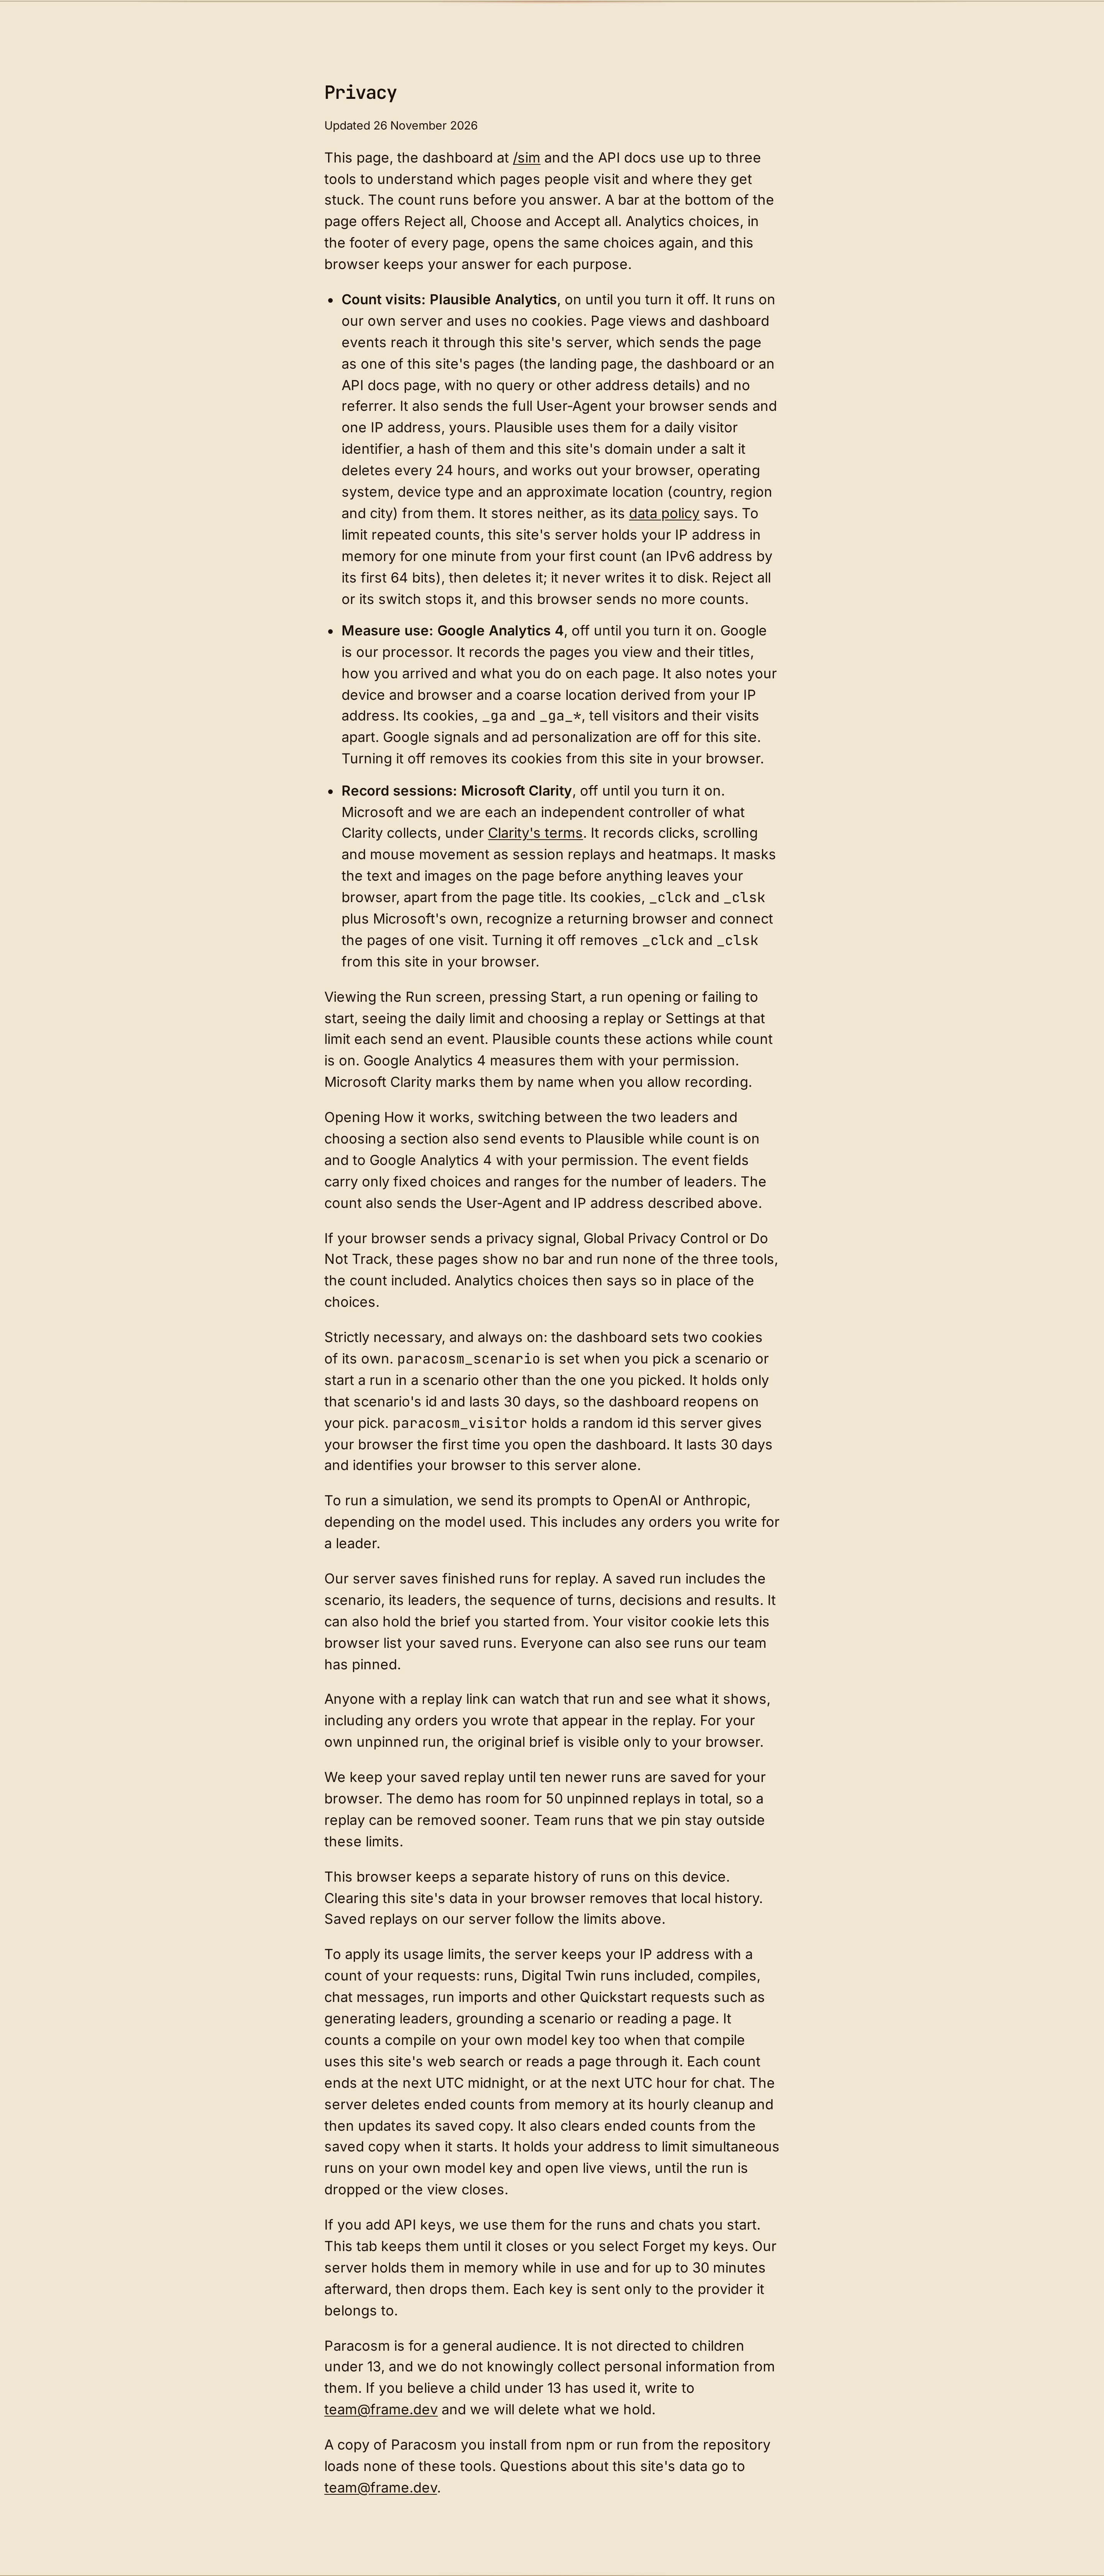 Privacy
Updated 26 November 2026
This page, the dashboard at /sim and the API docs use up to three
tools to understand which pages people visit and where they get
stuck. The count runs before you answer. A bar at the bottom of the
page offers Reject all, Choose and Accept all. Analytics choices, in
the footer of every page, opens the same choices again, and this
browser keeps your answer for each purpose.
• Count visits: Plausible Analytics, on until you turn it off. It runs on
our own server and uses no cookies. Page views and dashboard
events reach it through this site's server, which sends the page
as one of this site's pages (the landing page, the dashboard or an
API docs page, with no query or other address details) and no
referrer. It also sends the full User-Agent your browser sends and
one IP address, yours. Plausible uses them for a daily visitor
identifier, a hash of them and this site's domain under a salt it
deletes every 24 hours, and works out your browser, operating
system, device type and an approximate location (country, region
and city) from them. It stores neither, as its data policy says. To
limit repeated counts, this site's server holds your IP address in
memory for one minute from your first count (an IPv6 address by
its first 64 bits), then deletes it; it never writes it to disk. Reject all
or its switch stops it, and this browser sends no more counts.
• Measure use: Google Analytics 4, off until you turn it on. Google
is our processor. It records the pages you view and their titles,
how you arrived and what you do on each page. It also notes your
device and browser and a coarse location derived from your IP
address. Its cookies, _ga and _ga_*, tell visitors and their visits
apart. Google signals and ad personalization are off for this site.
Turning it off removes its cookies from this site in your browser.
• Record sessions: Microsoft Clarity, off until you turn it on.
Microsoft and we are each an independent controller of what
Clarity collects, under Clarity's terms. It records clicks, scrolling
and mouse movement as session replays and heatmaps. It masks
the text and images on the page before anything leaves your
browser, apart from the page title. Its cookies, _clck and _clsk
plus Microsoft's own, recognize a returning browser and connect
the pages of one visit. Turning it off removes _clck and _clsk
from this site in your browser.
Viewing the Run screen, pressing Start, a run opening or failing to
start, seeing the daily limit and choosing a replay or Settings at that
limit each send an event. Plausible counts these actions while count
is on. Google Analytics 4 measures them with your permission.
Microsoft Clarity marks them by name when you allow recording.
Opening How it works, switching between the two leaders and
choosing a section also send events to Plausible while count is on
and to Google Analytics 4 with your permission. The event fields
carry only fixed choices and ranges for the number of leaders. The
count also sends the User-Agent and IP address described above.
If your browser sends a privacy signal, Global Privacy Control or Do
Not Track, these pages show no bar and run none of the three tools,
the count included. Analytics choices then says so in place of the
choices.
Strictly necessary, and always on: the dashboard sets two cookies
of its own. paracosm_scenario is set when you pick a scenario or
start a run in a scenario other than the one you picked. It holds only
that scenario's id and lasts 30 days, so the dashboard reopens on
your pick. paracosm_visitor holds a random id this server gives
your browser the first time you open the dashboard. It lasts 30 days
and identifies your browser to this server alone.
To run a simulation, we send its prompts to OpenAI or Anthropic,
depending on the model used. This includes any orders you write for
a leader.
Our server saves finished runs for replay. A saved run includes the
scenario, its leaders, the sequence of turns, decisions and results. It
can also hold the brief you started from. Your visitor cookie lets this
browser list your saved runs. Everyone can also see runs our team
has pinned.
Anyone with a replay link can watch that run and see what it shows,
including any orders you wrote that appear in the replay. For your
own unpinned run, the original brief is visible only to your browser.
We keep your saved replay until ten newer runs are saved for your
browser. The demo has room for 50 unpinned replays in total, so a
replay can be removed sooner. Team runs that we pin stay outside
these limits.
This browser keeps a separate history of runs on this device.
Clearing this site's data in your browser removes that local history.
Saved replays on our server follow the limits above.
To apply its usage limits, the server keeps your IP address with a
count of your requests: runs, Digital Twin runs included, compiles,
chat messages, run imports and other Quickstart requests such as
generating leaders, grounding a scenario or reading a page. It
counts a compile on your own model key too when that compile
uses this site's web search or reads a page through it. Each count
ends at the next UTC midnight, or at the next UTC hour for chat. The
server deletes ended counts from memory at its hourly cleanup and
then updates its saved copy. It also clears ended counts from the
saved copy when it starts. It holds your address to limit simultaneous
runs on your own model key and open live views, until the run is
dropped or the view closes.
If you add API keys, we use them for the runs and chats you start.
This tab keeps them until it closes or you select Forget my keys. Our
server holds them in memory while in use and for up to 30 minutes
afterward, then drops them. Each key is sent only to the provider it
belongs to.
Paracosm is for a general audience. It is not directed to children
under 13, and we do not knowingly collect personal information from
them. If you believe a child under 13 has used it, write to
team@frame.dev and we will delete what we hold.
A copy of Paracosm you install from npm or run from the repository
loads none of these tools. Questions about this site's data go to
team@frame.dev.